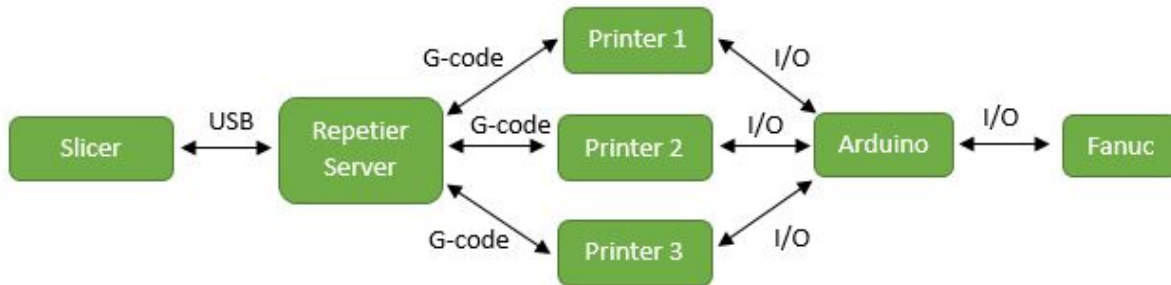 Printer 1
G-code
I/O
USB
Slicer
Repetier
Server
G-code
Printer 2
I/O
Arduino
I/O
Fanuc
G-code
Printer 3
I/O